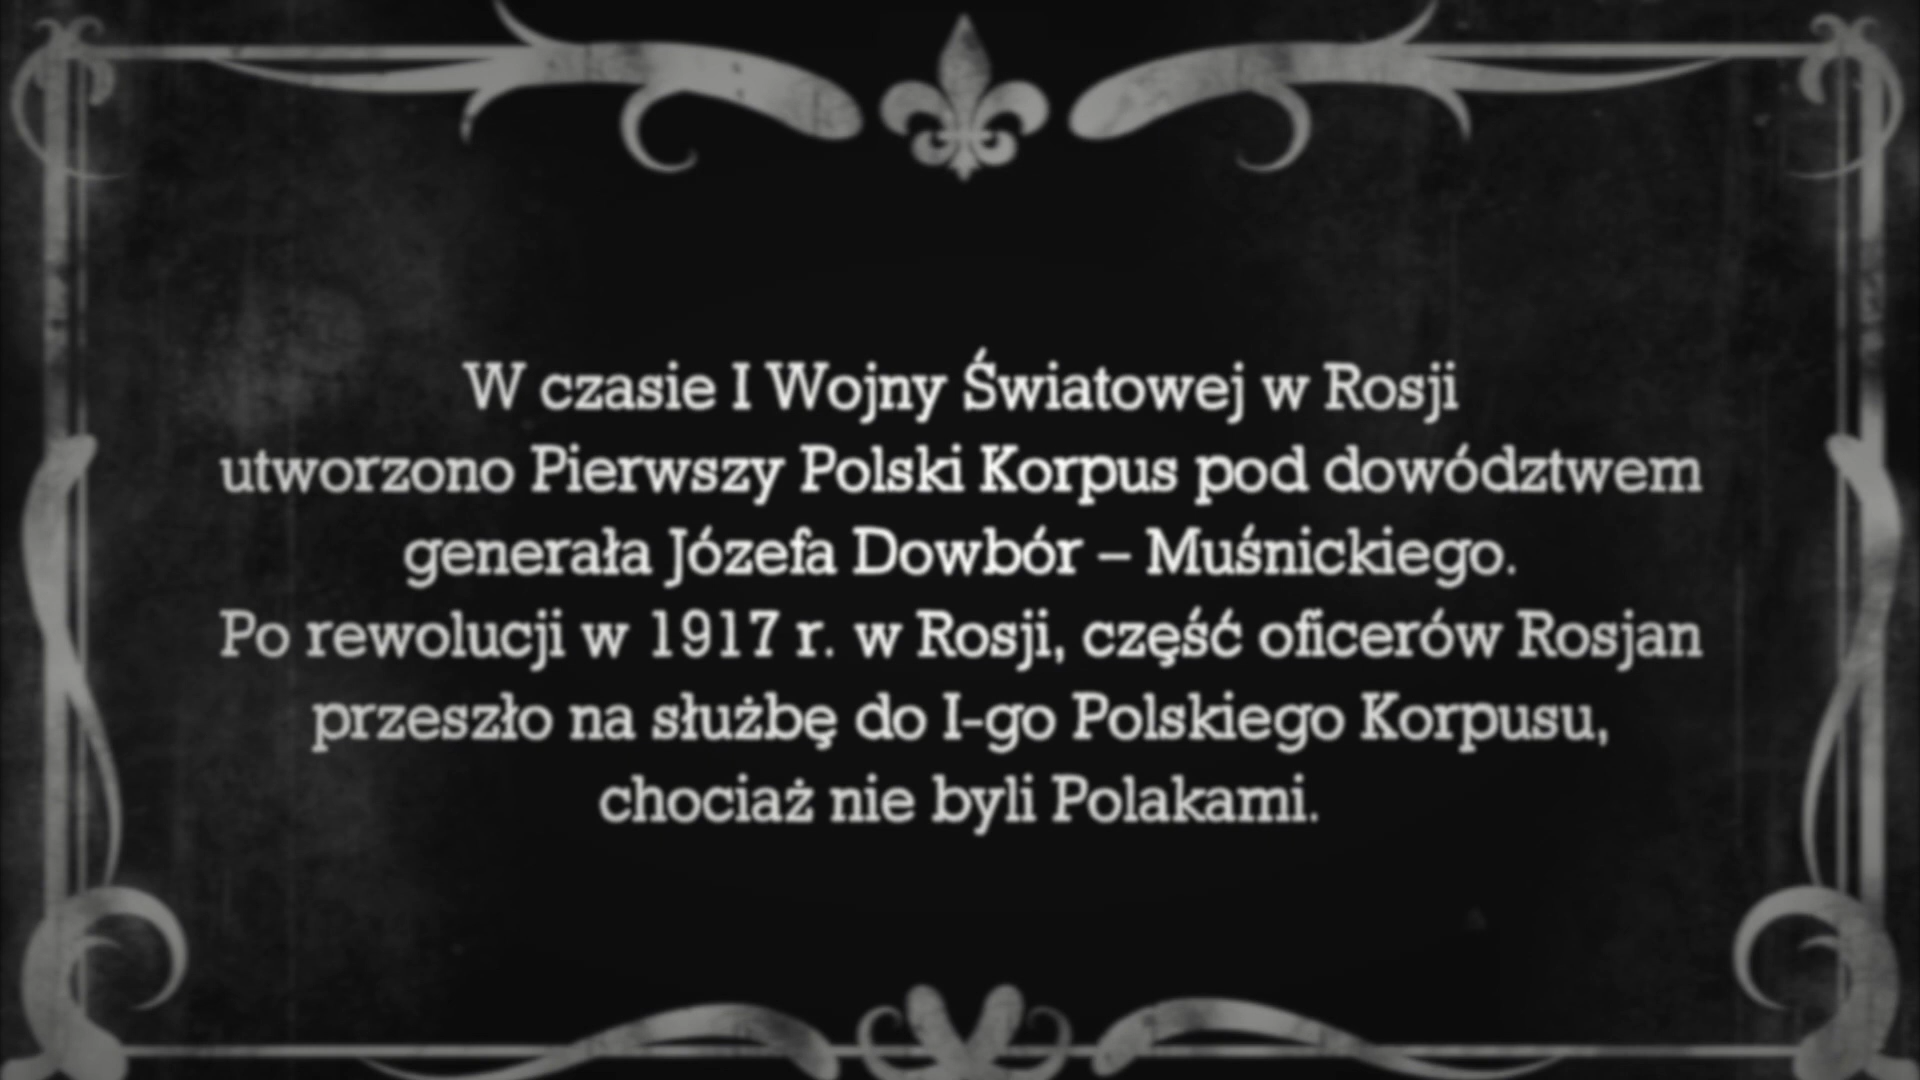 W czasie I Wojny Światowej w Rosji
utworzono Pierwszy Polski Korpus pod dowództwem
generała Józefa Dowbór – Muśnickiego.
Po rewolucji w 1917 r. w Rosji, część oficerów Rosjan
przeszło na służbę do I-go Polskiego Korpusu,
chociaż nie byli Polakami.